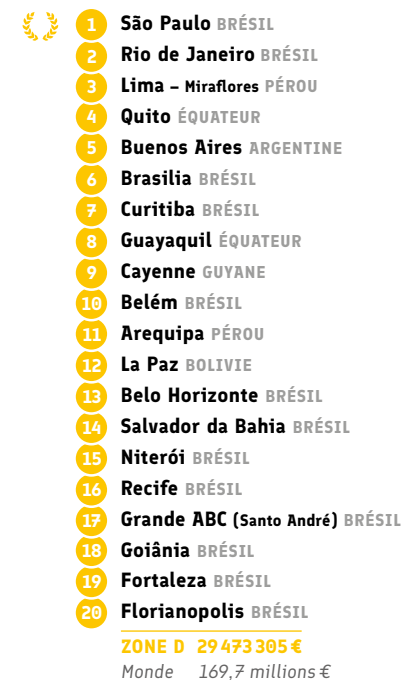 1 São Paulo BRÉSIL
2 Rio de Janeiro BRÉSIL
3 Lima – Miraflores PÉROU
4 Quito ÉQUATEUR
5 Buenos Aires ARGENTINE
6 Brasilia BRÉSIL
7 Curitiba BRÉSIL
8 Guayaquil ÉQUATEUR
9 Cayenne GUYANE
10 Belém BRÉSIL
11 Arequipa PÉROU
12 La Paz BOLIVIE
13 Belo Horizonte BRÉSIL
14 Salvador da Bahia BRÉSIL
15 Niterói BRÉSIL
16 Recife BRÉSIL
17 Grande ABC (Santo André) BRÉSIL
18 Goiânia BRÉSIL
19 Fortaleza BRÉSIL
20 Florianopolis BRÉSIL
ZONE D 29 473 305 €
Monde 169,7 millions €